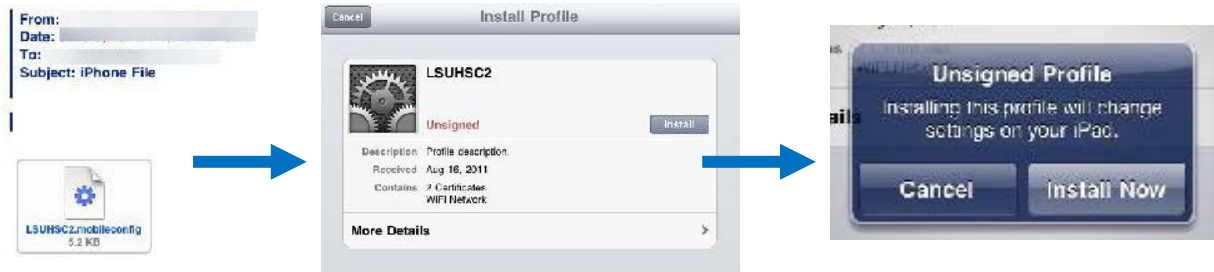 From:
Date:
To:
Subject: iPhone File
LSUHSC2.mobileconfig
5.2 KB
Cancel
Install Profile
LSUHSC2
Unsigned
Install
Description Profile description.
Received Aug 16, 2011
Contains 2 Certificates
WiFi Network
More Details
ails
Unsigned Profile
Installing this profile will change
settings on your iPad.
Cancel
Install Now